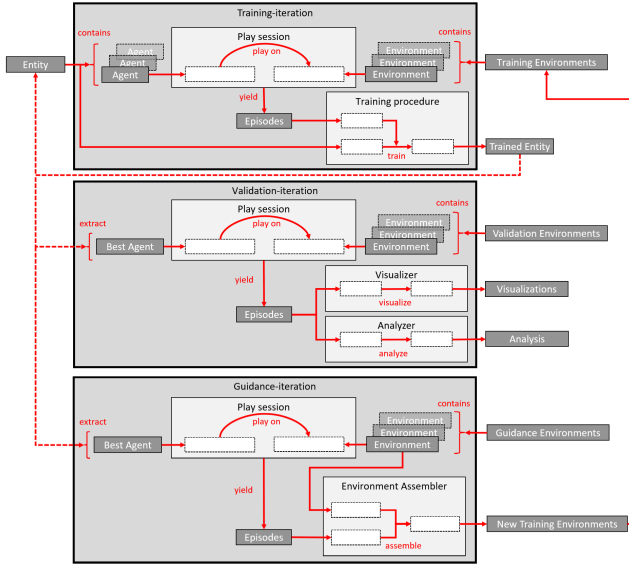 Training-iteration
contains
Agent
Agent
Agent
Play session
play on
Environment
Environment
Environment
contains
Entity
Training Environments
yield
Episodes
Training procedure
train
Trained Entity
Validation-iteration
extract
Best Agent
Play session
play on
Environment
Environment
Environment
contains
Validation Environments
yield
Episodes
Visualizer
visualize
Visualizations
Analyzer
analyze
Analysis
Guidance-iteration
extract
Best Agent
Play session
play on
Environment
Environment
Environment
contains
Guidance Environments
yield
Episodes
Environment Assembler
assemble
New Training Environments